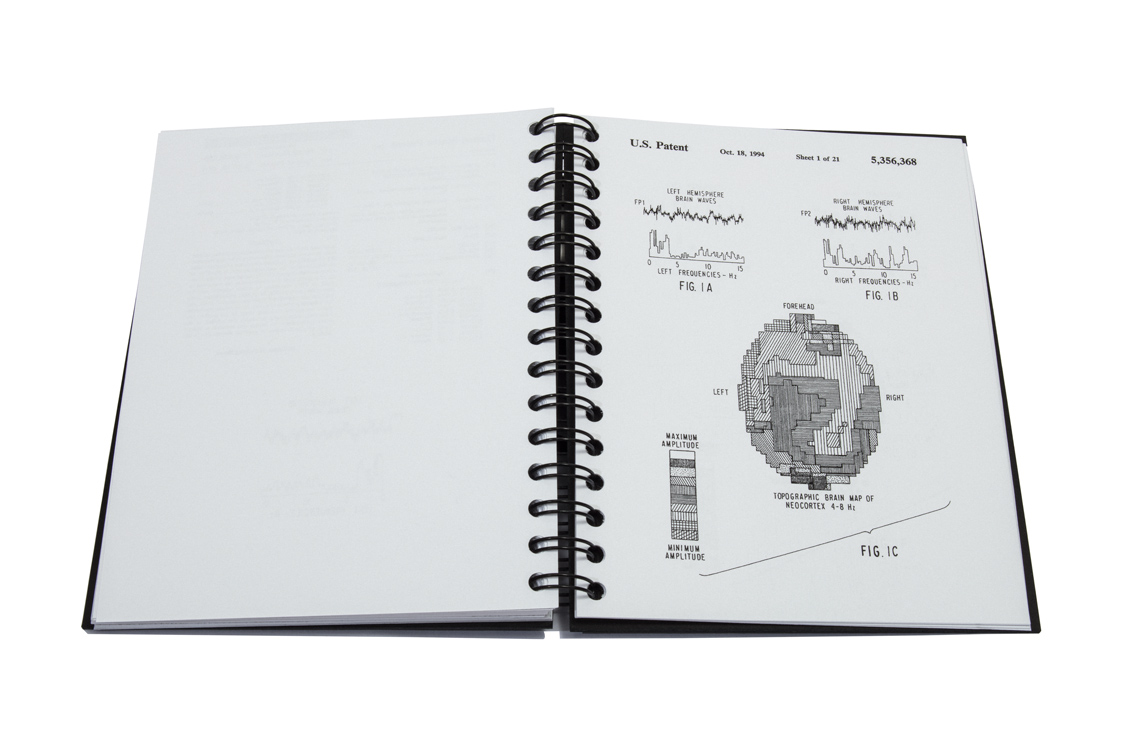 U.S. Patent Oct. 18, 1994 Sheet 1 of 21 5,356,368
LEFT HEMISPHERE
BRAIN WAVES
FP1
0 5 10 15
LEFT FREQUENCIES - Hz
FIG. 1A
RIGHT HEMISPHERE
BRAIN WAVES
FP2
0 5 10 15
RIGHT FREQUENCIES - Hz
FIG. 1B
FOREHEAD
LEFT
RIGHT
MAXIMUM
AMPLITUDE
MINIMUM
AMPLITUDE
TOPOGRAPHIC BRAIN MAP OF
NEOCORTEX 4-8 Hz
FIG. 1C